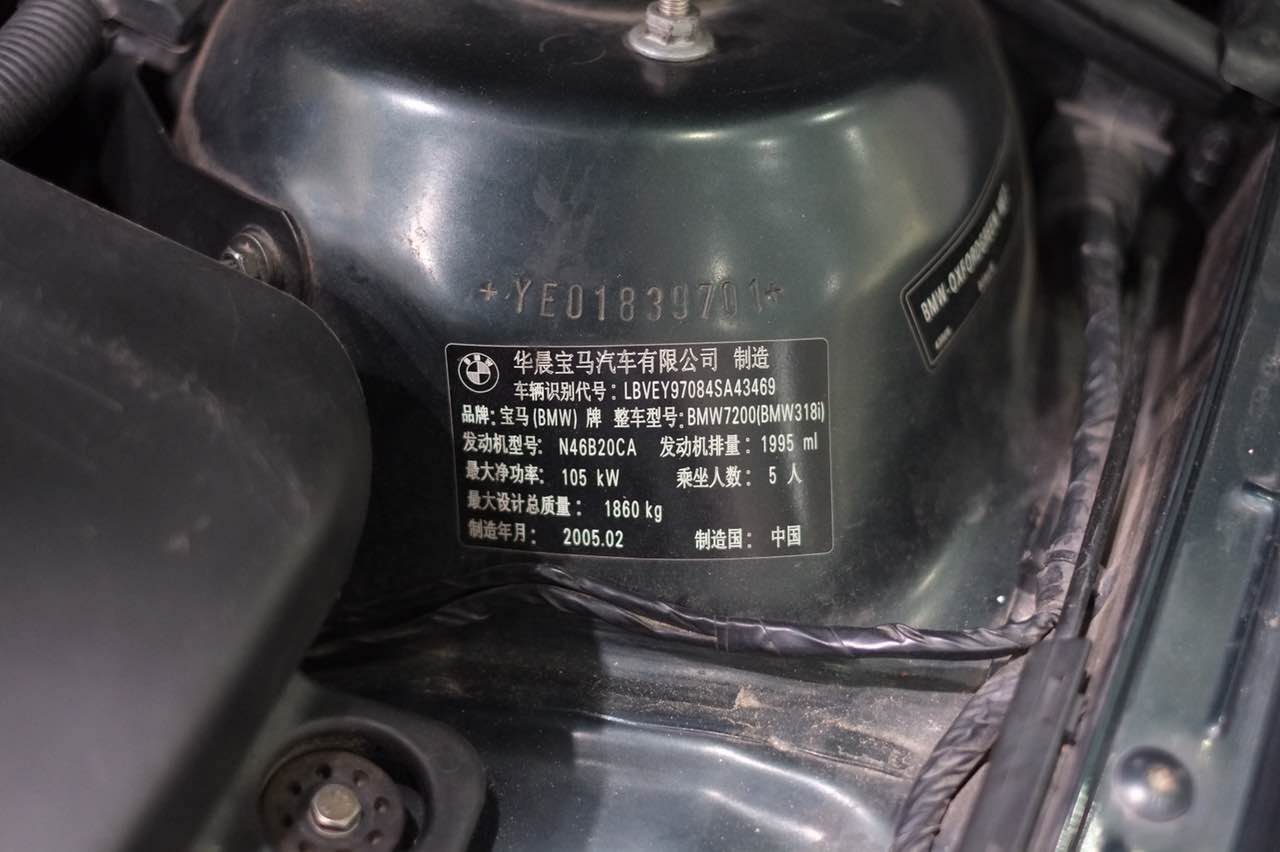 *YE01839701*
华晨宝马汽车有限公司 制造
车辆识别代号：LBVEY97084SA43469
品牌：宝马(BMW) 牌 整车型号：BMW7200(BMW318i)
发动机型号： N46B20CA 发动机排量：1995 ml
最大净功率： 105 kW 乘坐人数： 5 人
最大设计总质量： 1860 kg
制造年月： 2005.02 制造国： 中国